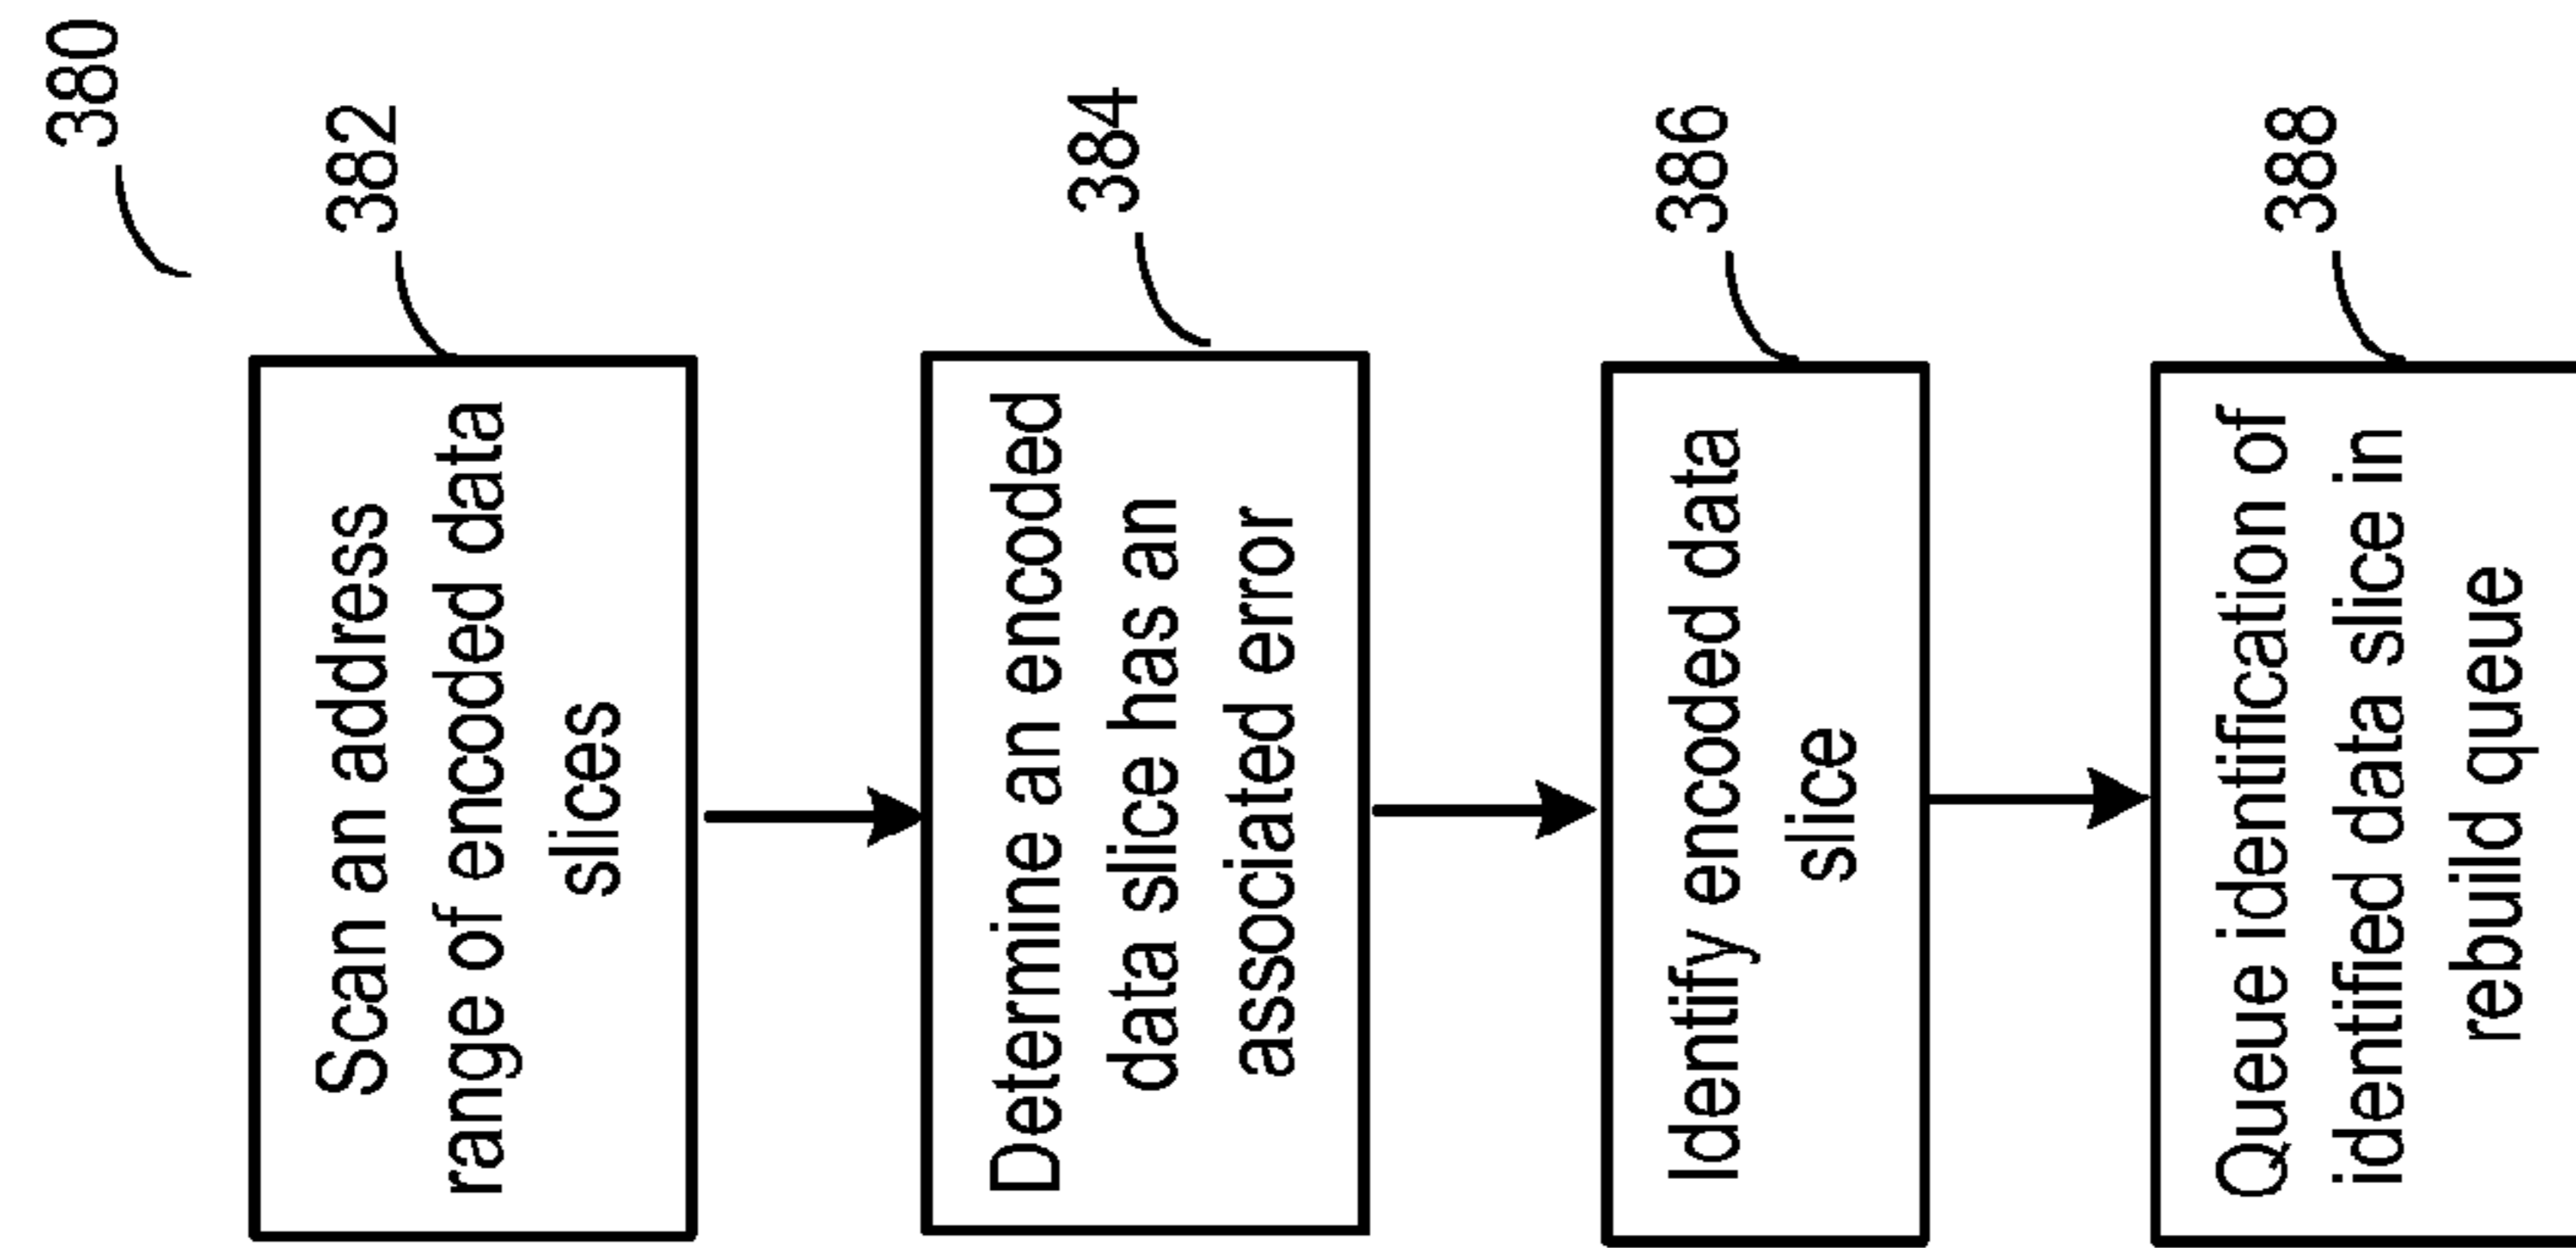 380
382
Scan an address
range of encoded data
slices
384
Determine an encoded
data slice has an
associated error
386
Identify encoded data
slice
388
Queue identification of
identified data slice in
rebuild queue